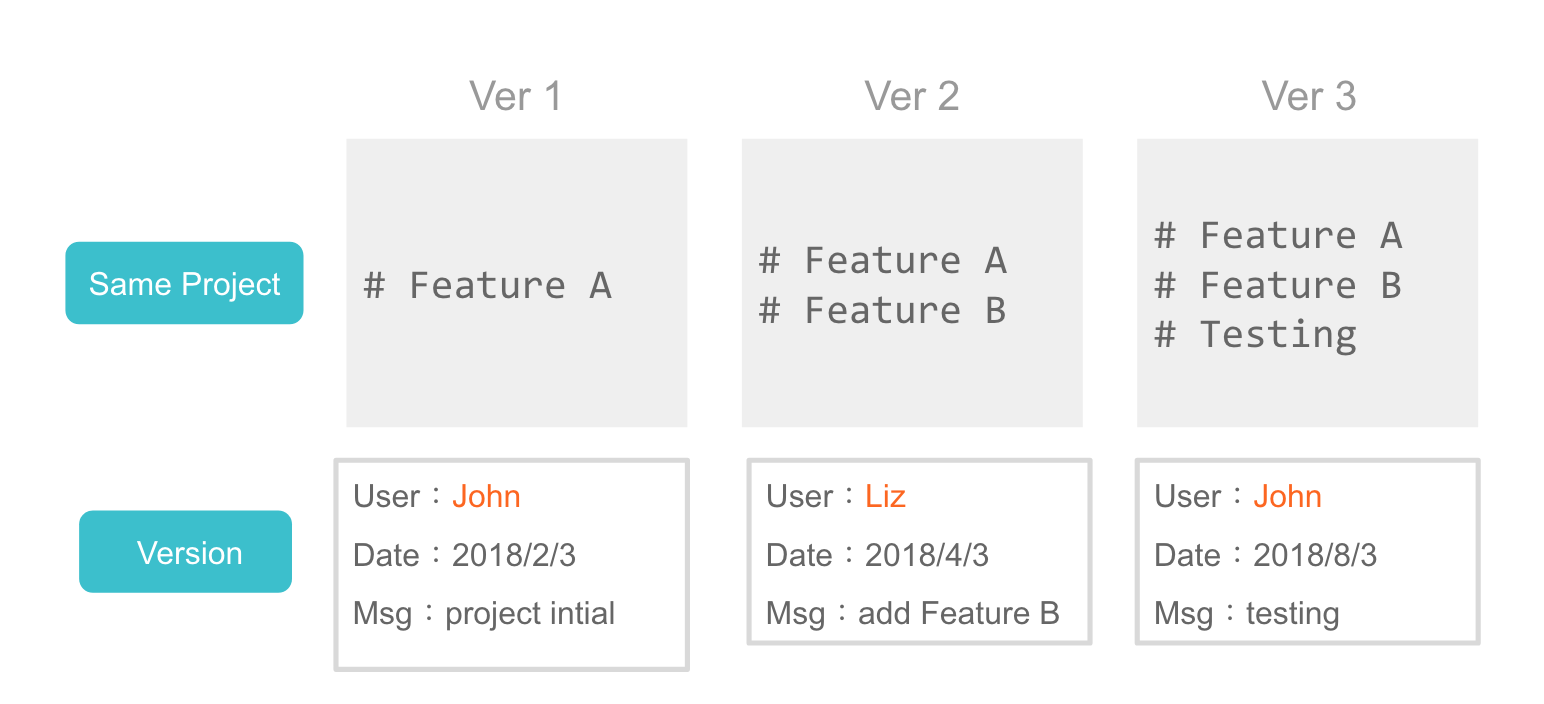 Ver 1
Ver 2
Ver 3
Same Project
# Feature A
# Feature A
# Feature B
# Feature A
# Feature B
# Testing
Version
User：John
Date：2018/2/3
Msg：project intial
User：Liz
Date：2018/4/3
Msg：add Feature B
User：John
Date：2018/8/3
Msg：testing